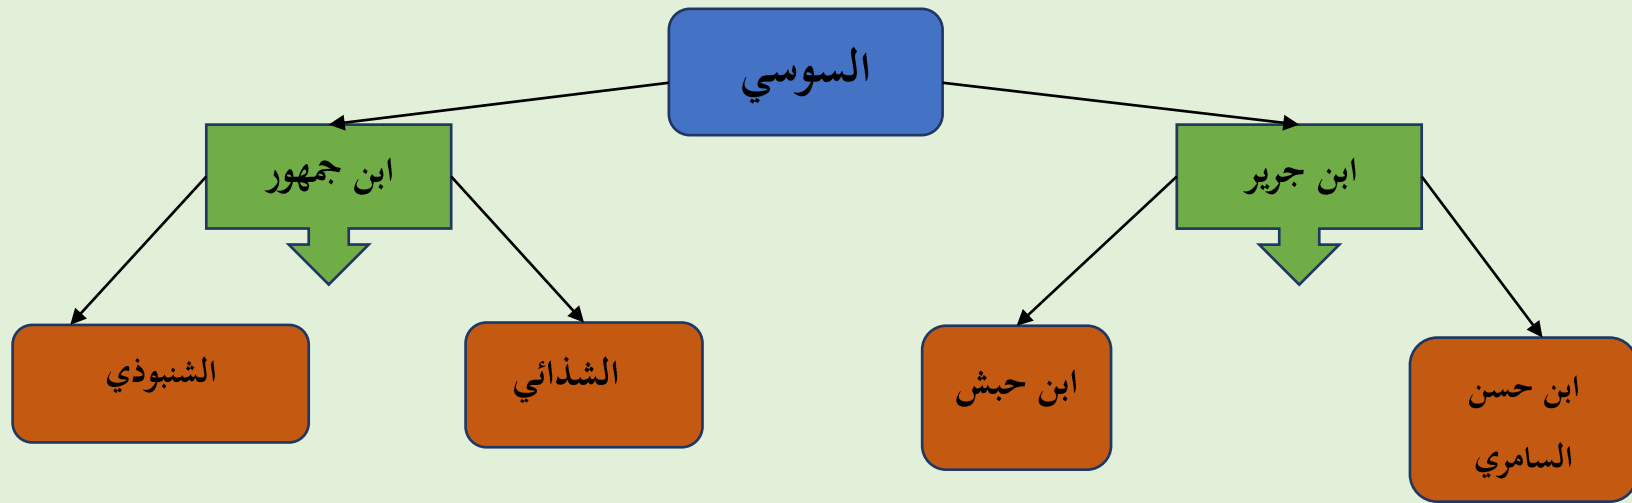 السوسي
ابن جرير
ابن جمهور
ابن حسن
السامري
ابن حبش
الشذائي
الشنبوذي